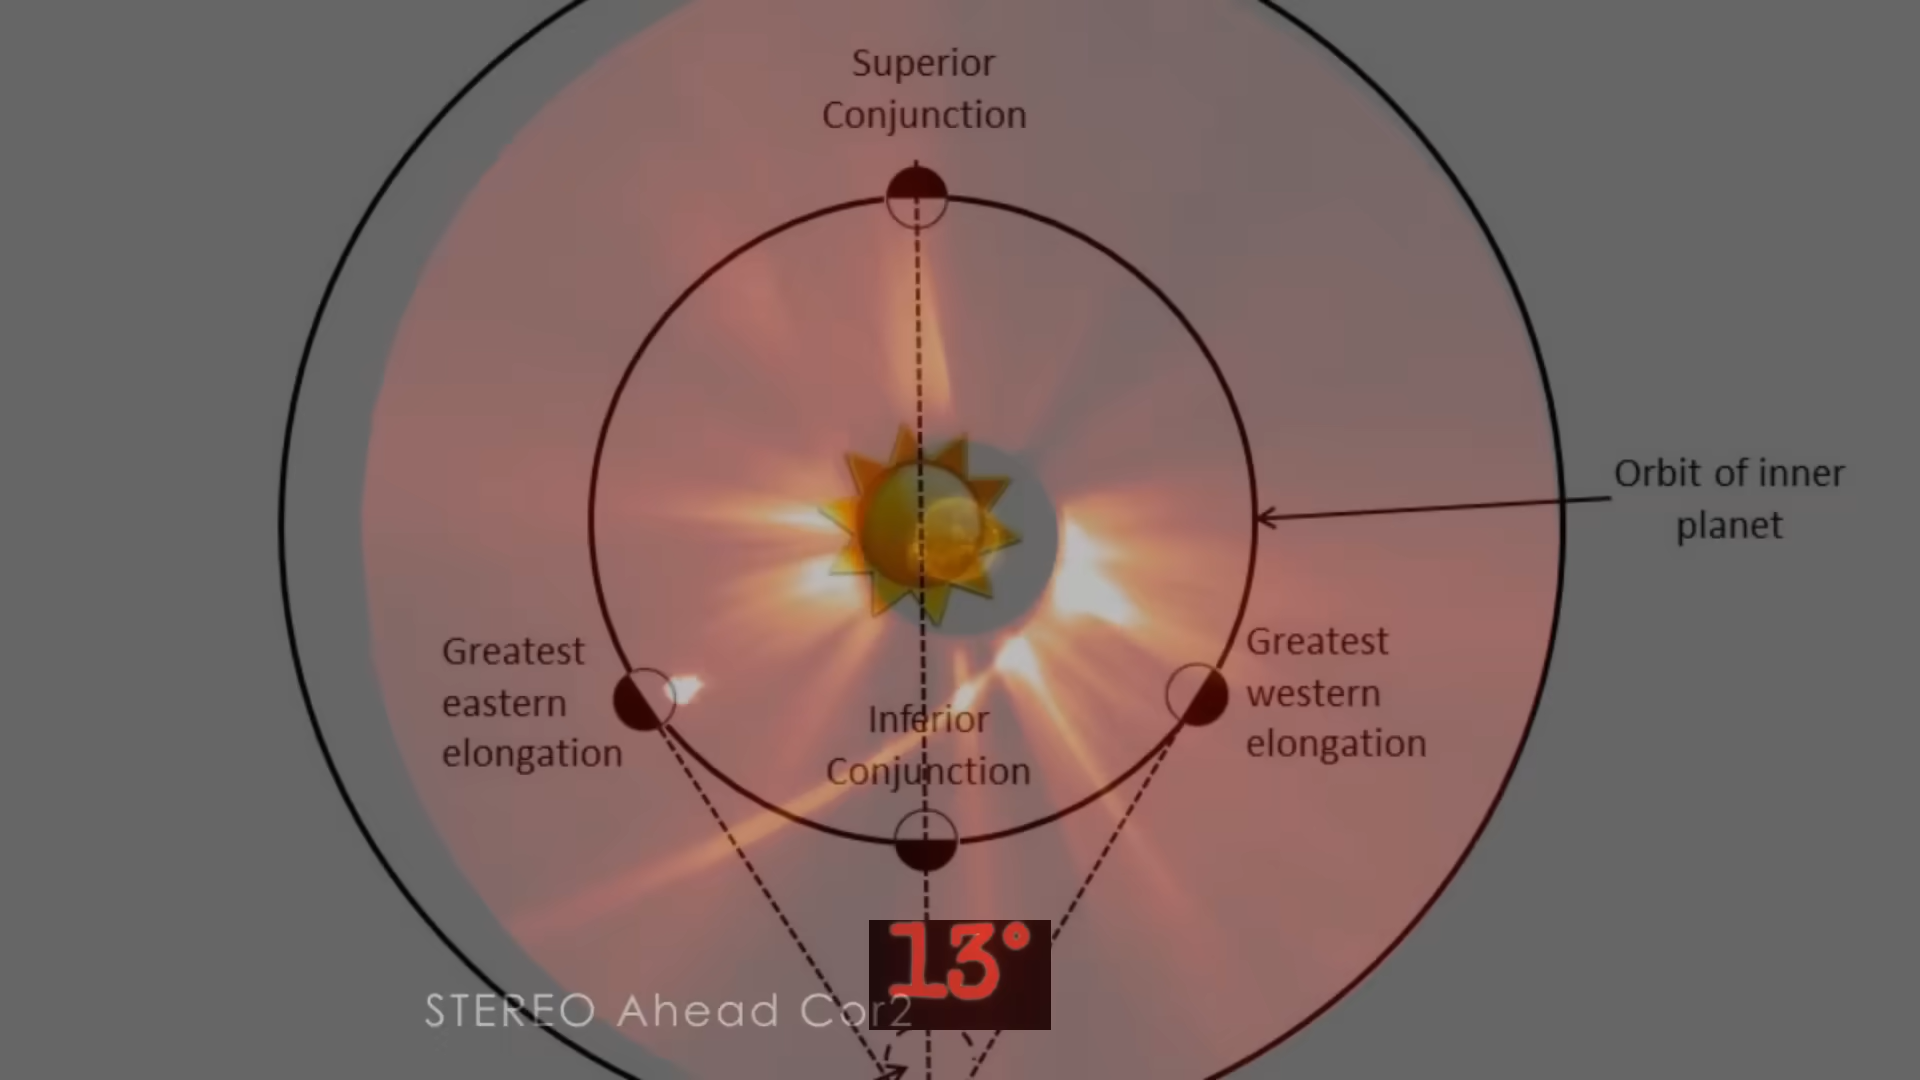 Superior
Conjunction
Orbit of inner
planet
Greatest
eastern
elongation
Greatest
western
elongation
Inferior
Conjunction
13°
STEREO Ahead Cor2